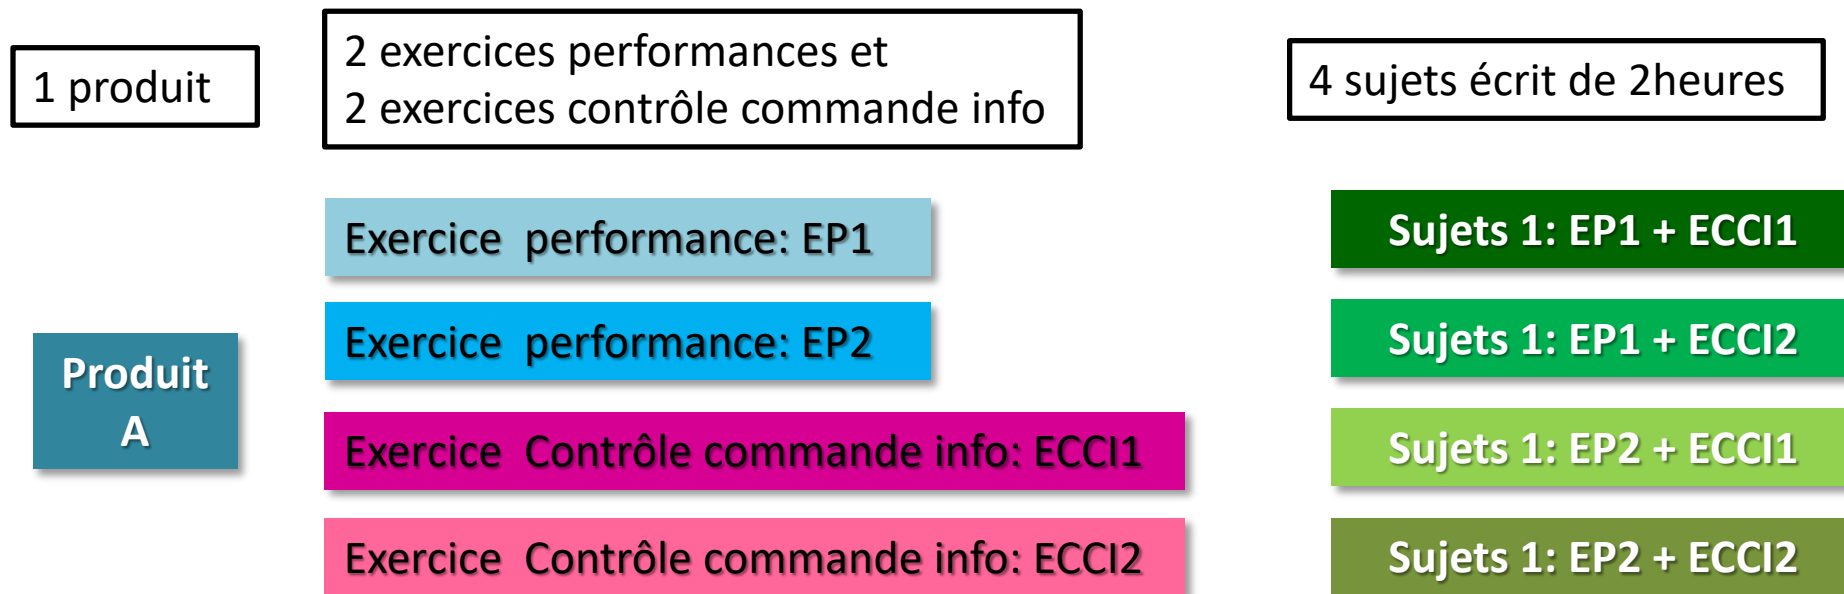 1 produit
2 exercices performances et
2 exercices contrôle commande info
4 sujets écrit de 2heures
Produit
A
Exercice  performance: EP1
Exercice  performance: EP2
Exercice  Contrôle commande info: ECCI1
Exercice  Contrôle commande info: ECCI2
Sujets 1: EP1 + ECCI1
Sujets 1: EP1 + ECCI2
Sujets 1: EP2 + ECCI1
Sujets 1: EP2 + ECCI2